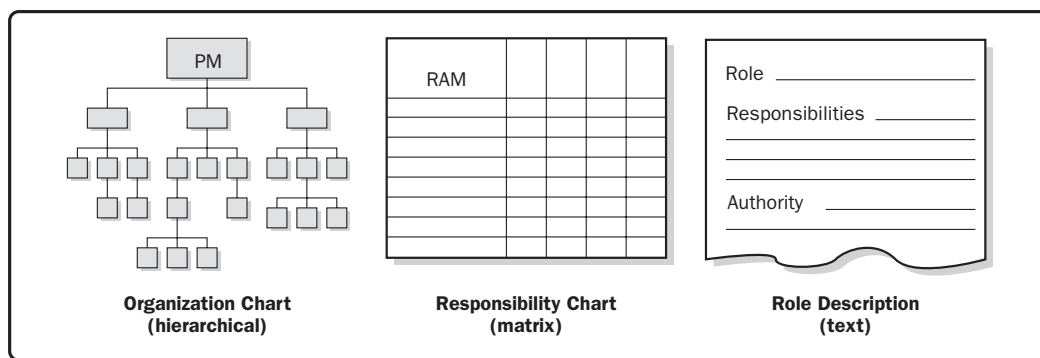 PM
RAM
Role
Responsibilities
Authority
Organization Chart
(hierarchical)
Responsibility Chart
(matrix)
Role Description
(text)